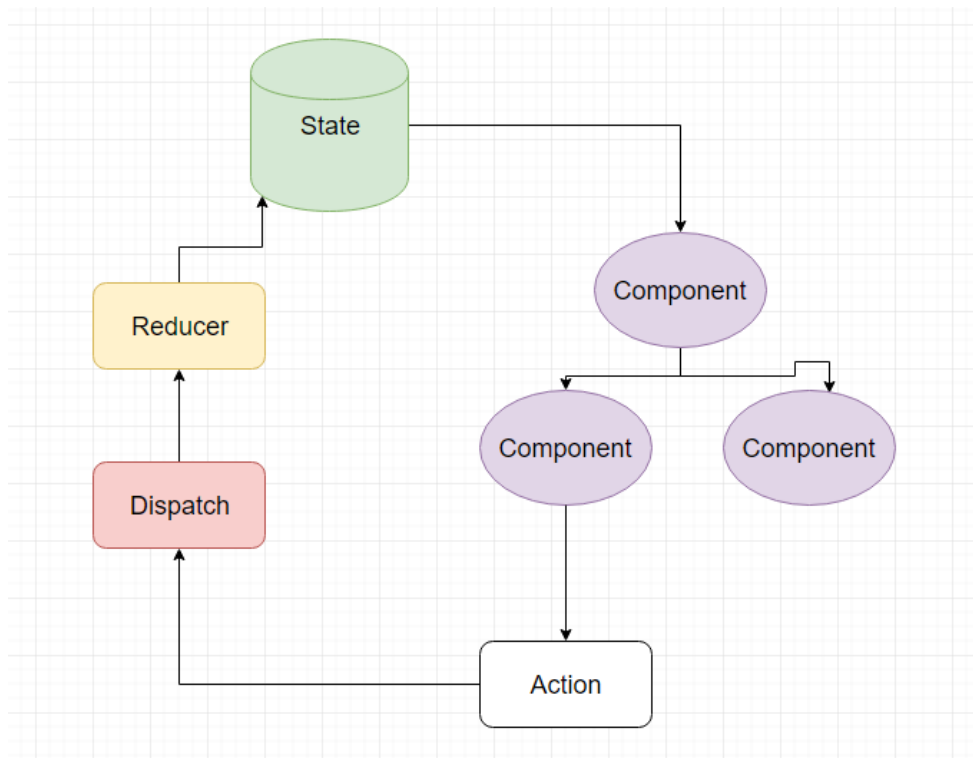 State
Component
Reducer
Component
Component
Dispatch
Action